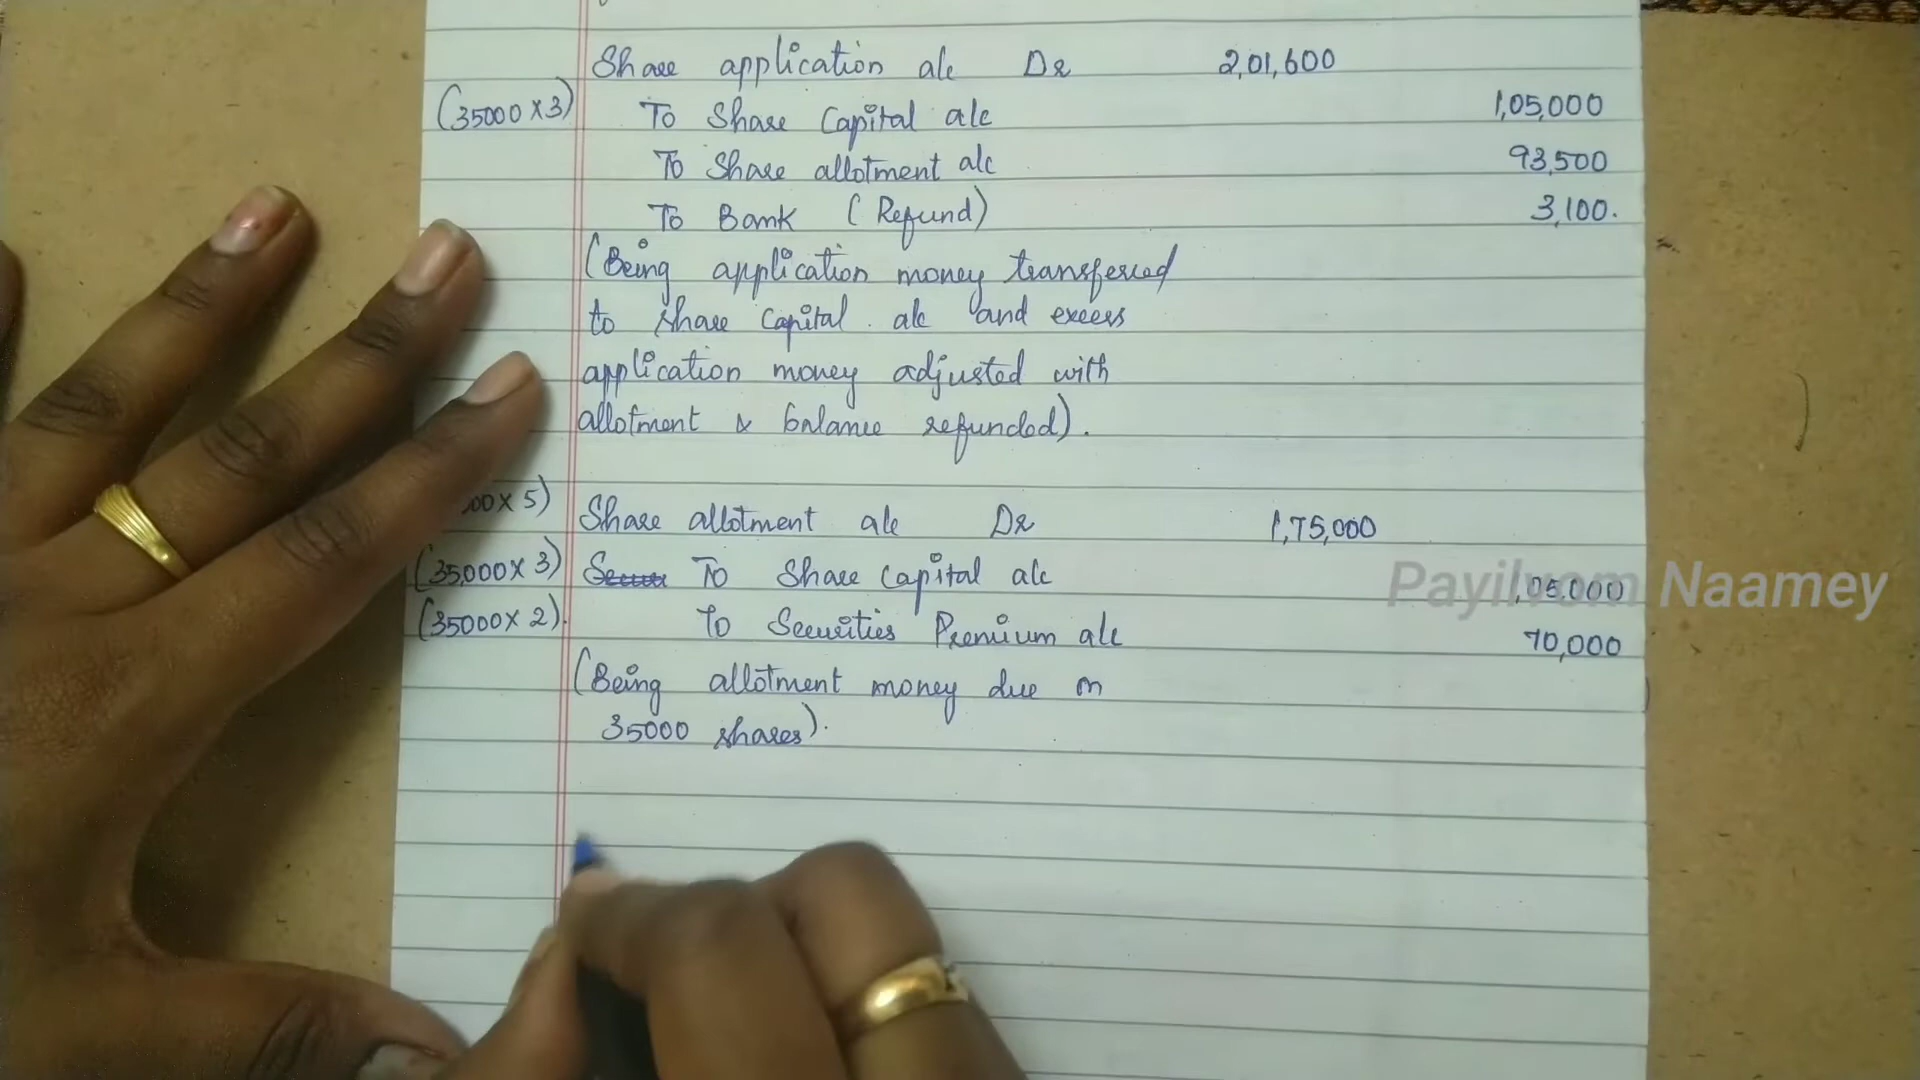 Share application a/c Dr 2,01,600
(35000 x 3) To Share Capital a/c 1,05,000
To Share allotment a/c 93,500
To Bank (Refund) 3,100.
(Being application money transferred
to share capital a/c and excess
application money adjusted with
allotment & balance refunded).
00 x 5) Share allotment a/c Dr 1,75,000
(35,000 x 3) To Share Capital a/c 1,05,000
(35000 x 2). To Securities Premium a/c 70,000
(Being allotment money due on
35000 shares).
Payilvom Naamey